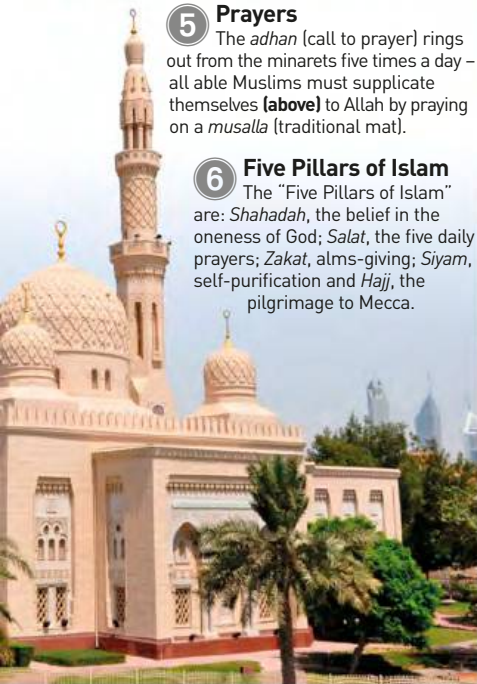 5 Prayers
The adhan (call to prayer) rings
out from the minarets five times a day –
all able Muslims must supplicate
themselves (above) to Allah by praying
on a musalla (traditional mat).
6 Five Pillars of Islam
The “Five Pillars of Islam”
are: Shahadah, the belief in the
oneness of God; Salat, the five daily
prayers; Zakat, alms-giving; Siyam,
self-purification and Hajj, the
pilgrimage to Mecca.